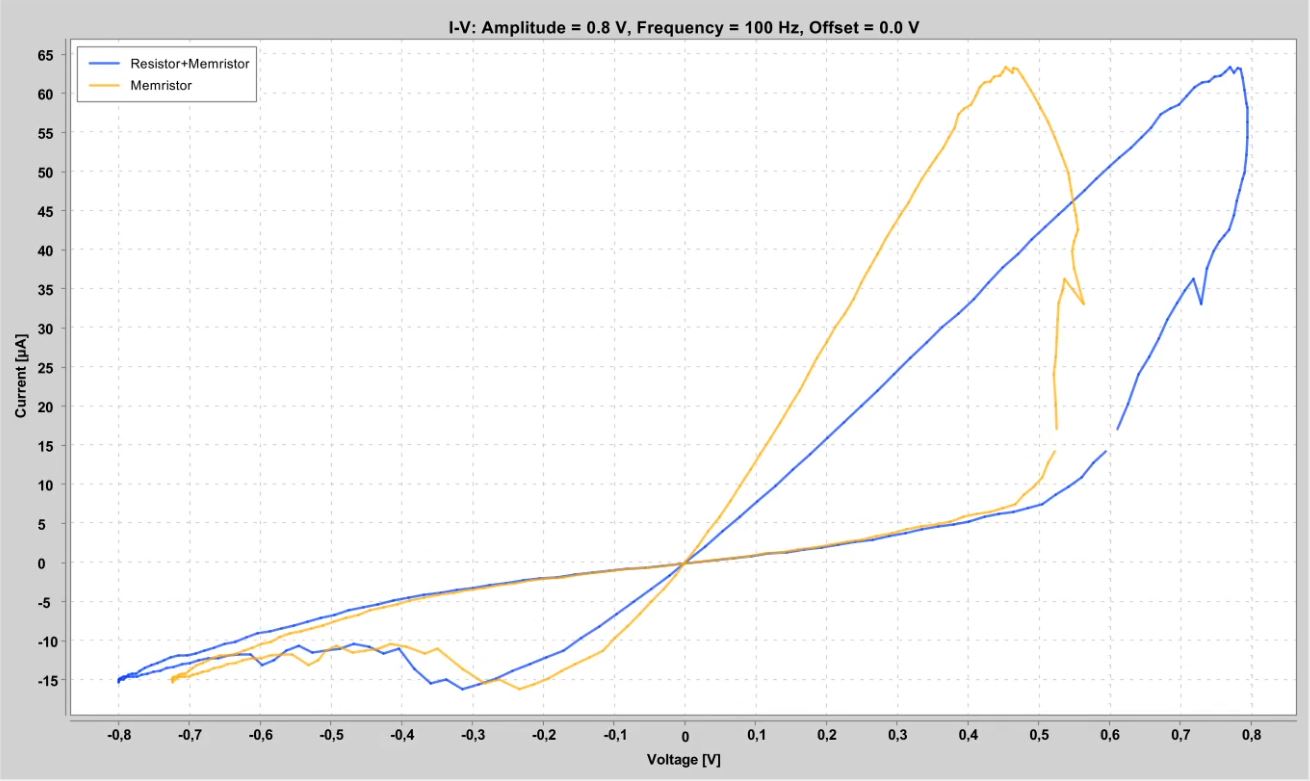 I-V: Amplitude = 0.8 V, Frequency = 100 Hz, Offset = 0.0 V
Resistor+Memristor
Memristor
Current [µA]
65
60
55
50
45
40
35
30
25
20
15
10
5
0
-5
-10
-15
-0,8 -0,7 -0,6 -0,5 -0,4 -0,3 -0,2 -0,1 0 0,1 0,2 0,3 0,4 0,5 0,6 0,7 0,8
Voltage [V]